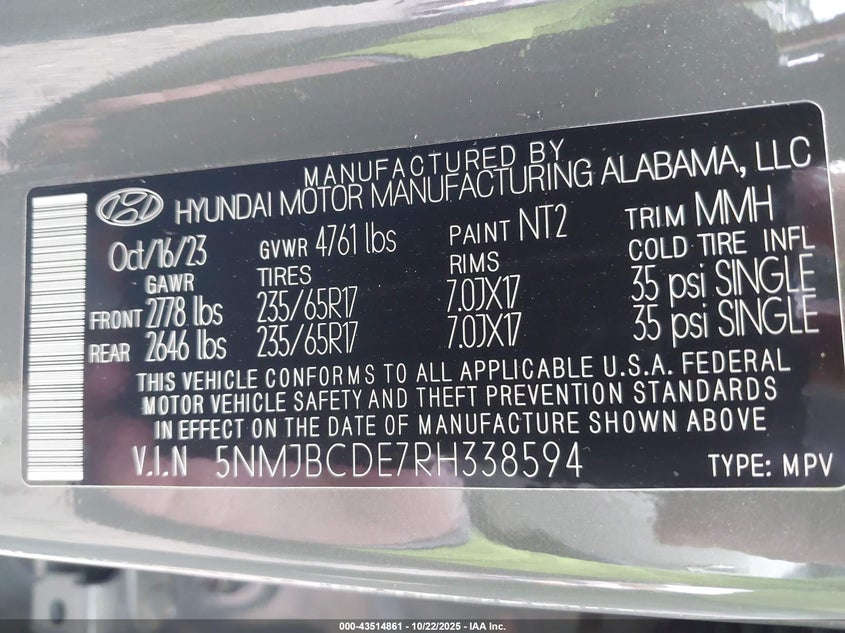 MANUFACTURED BY
HYUNDAI MOTOR MANUFACTURING ALABAMA, LLC
Oct/16/23 GVWR 4761 lbs PAINT NT2 TRIM MMH
GAWR TIRES RIMS COLD TIRE INFL
FRONT 2778 lbs 235/65R17 7.0JX17 35 psi SINGLE
REAR 2646 lbs 235/65R17 7.0JX17 35 psi SINGLE
THIS VEHICLE CONFORMS TO ALL APPLICABLE U.S.A. FEDERAL
MOTOR VEHICLE SAFETY AND THEFT PREVENTION STANDARDS
IN EFFECT ON THE DATE OF MANUFACTURE SHOWN ABOVE
V.I.N 5NMJBCDE7RH338594 TYPE: MPV
000-43514861 - 10/22/2025 - IAA Inc.